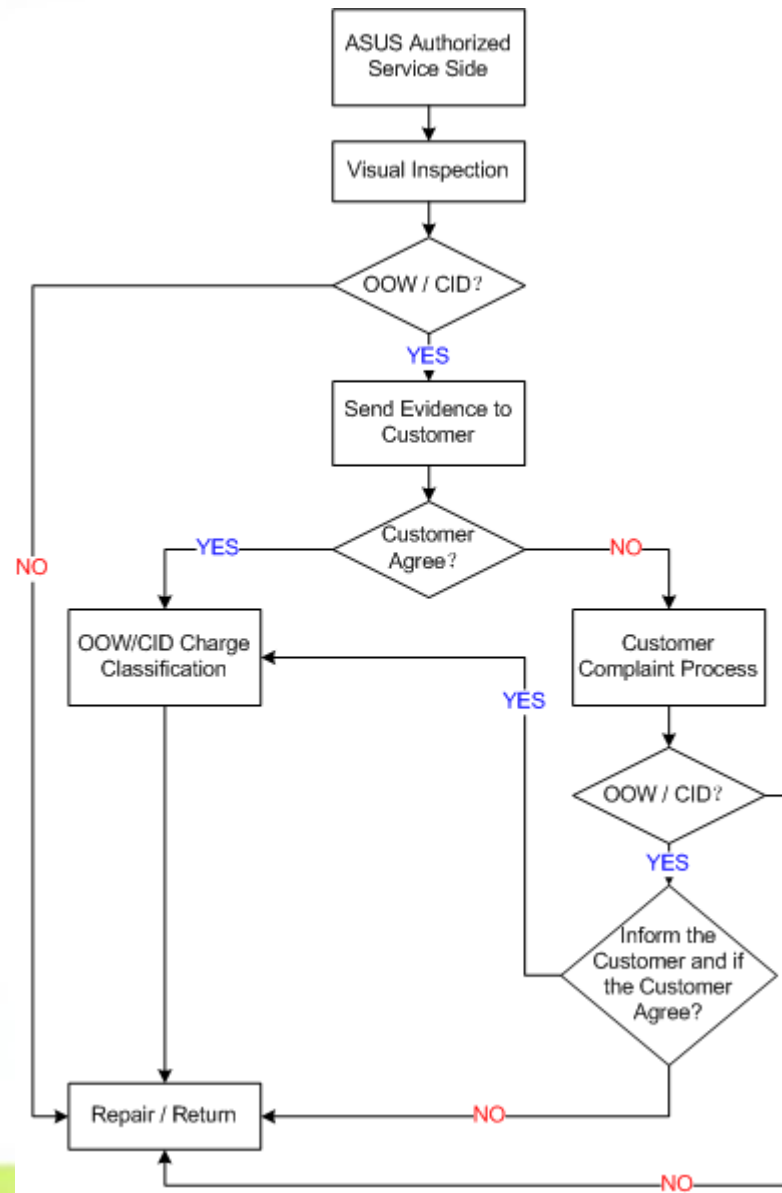 ASUS Authorized
Service Side
Visual Inspection
OOW / CID?
YES
Send Evidence to
Customer
Customer
Agree?
YES
NO
NO
OOW/CID Charge
Classification
Customer
Complaint Process
YES
OOW / CID?
YES
Inform the
Customer and if
the Customer
Agree?
Repair / Return
NO
NO